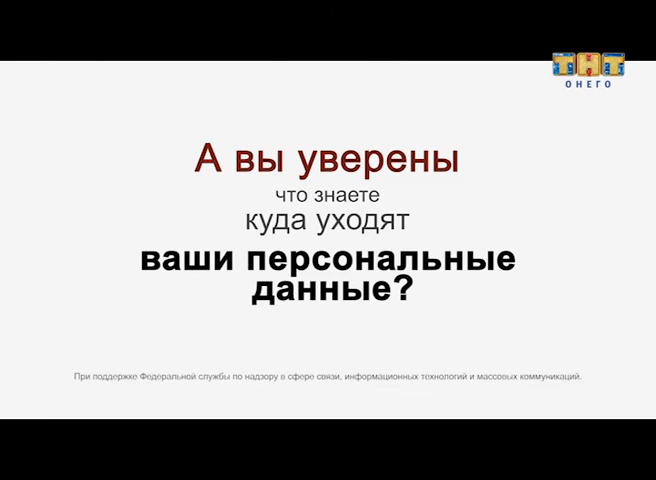 ТНТ
ОНЕГО
А вы уверены
что знаете
куда уходят
ваши персональные
данные?
При поддержке Федеральной службы по надзору в сфере связи, информационных технологий и массовых коммуникаций.